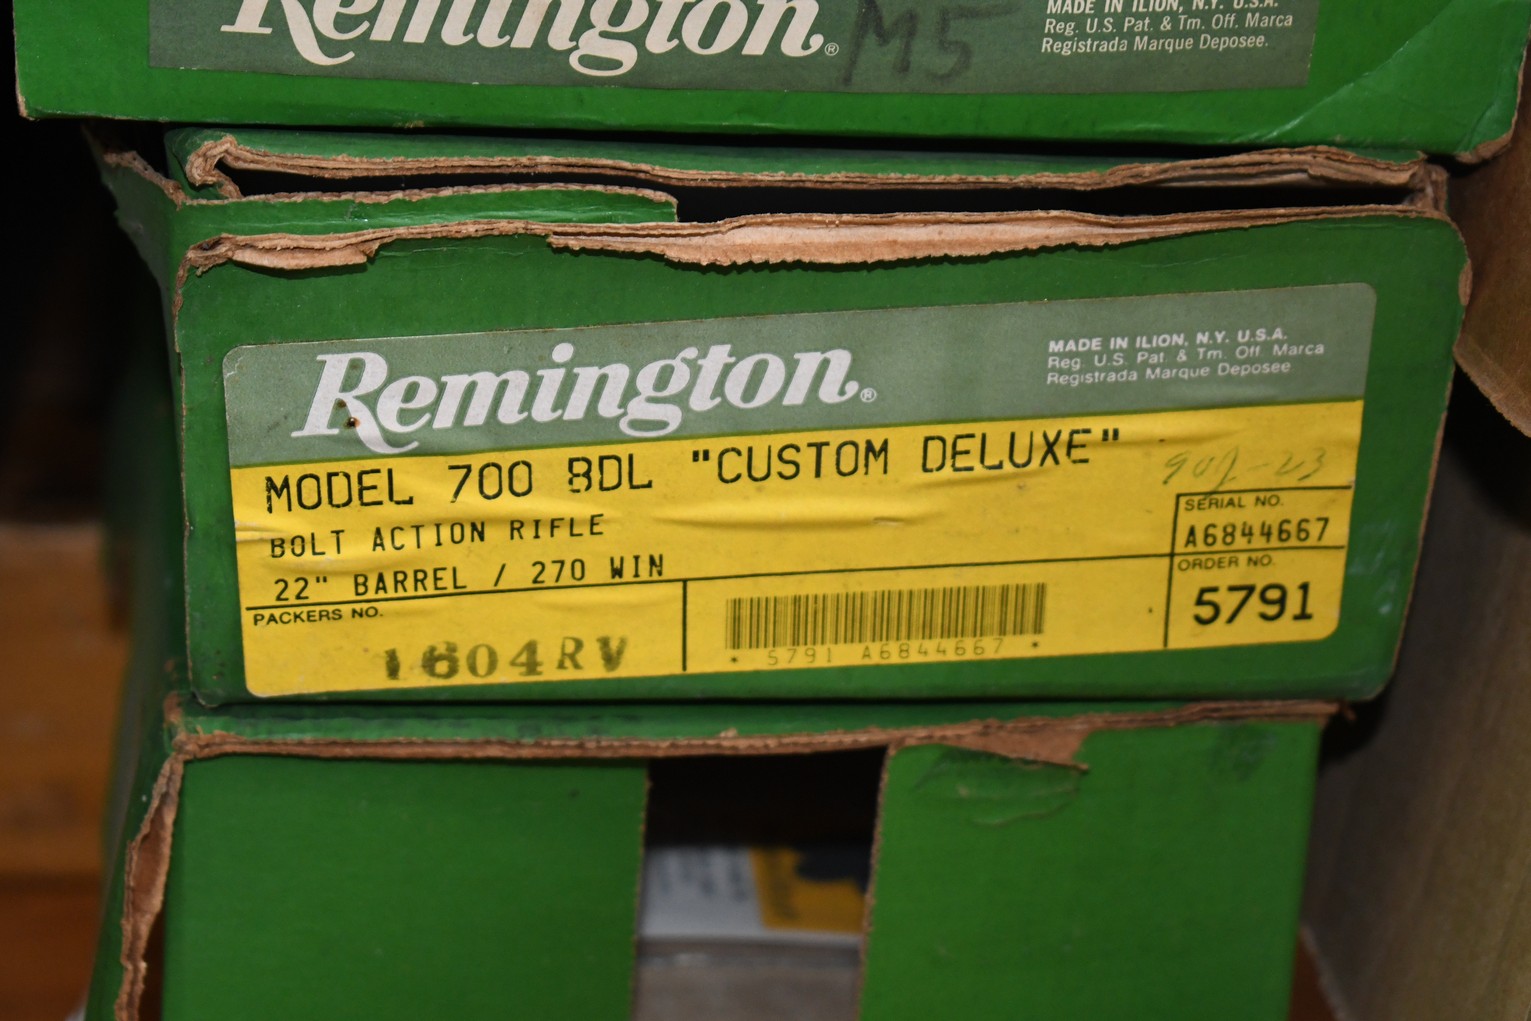 Remington® M5
MADE IN ILION, N.Y. U.S.A.
Reg. U.S. Pat. & Tm. Off. Marca
Registrada Marque Deposee.
Remington®
MADE IN ILION, N.Y. U.S.A.
Reg. U.S. Pat. & Tm. Off. Marca
Registrada Marque Deposee
MODEL 700 BDL "CUSTOM DELUXE"
BOLT ACTION RIFLE
22" BARREL / 270 WIN
SERIAL NO.
A6844667
ORDER NO.
5791
PACKERS NO.
1604RV
* 5791 A6844667 *